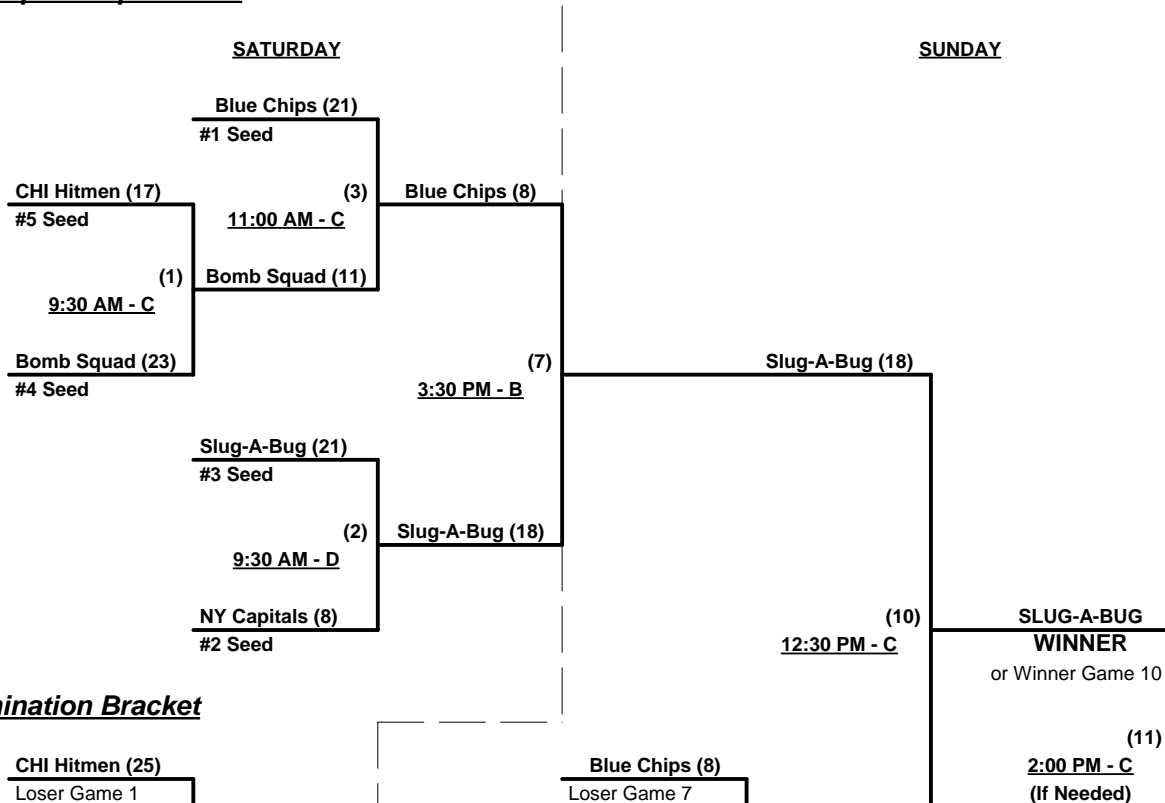 SATURDAY
SUNDAY
Blue Chips (21)
#1 Seed
CHI Hitmen (17)
(3)
Blue Chips (8)
#5 Seed
11:00 AM - C
(1)
Bomb Squad (11)
9:30 AM - C
Bomb Squad (23)
(7)
Slug-A-Bug (18)
#4 Seed
3:30 PM - B
Slug-A-Bug (21)
#3 Seed
(2)
Slug-A-Bug (18)
9:30 AM - D
NY Capitals (8)
(10)
SLUG-A-BUG
#2 Seed
12:30 PM - C
WINNER
or Winner Game 10
Bracket
(11)
CHI Hitmen (25)
Blue Chips (8)
2:00 PM - C
Loser Game 1
Loser Game 7
(If Needed)